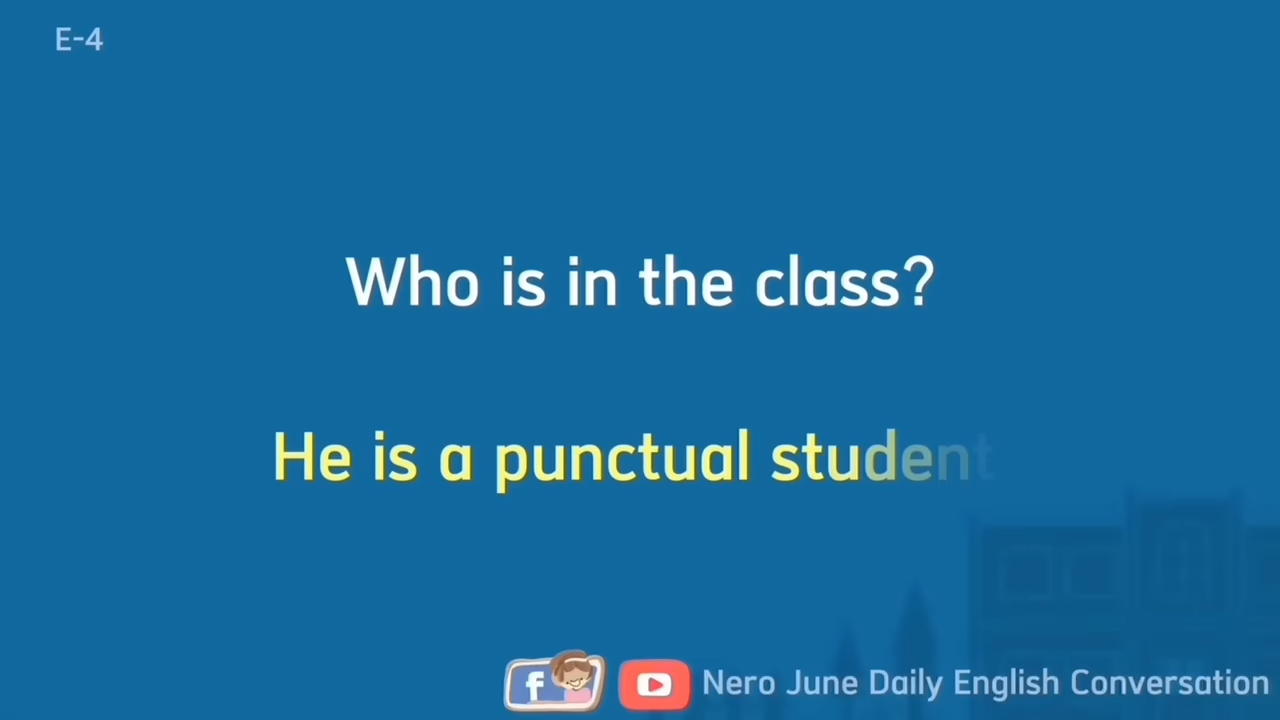 E-4
Who is in the class?
He is a punctual student
Nero June Daily English Conversation